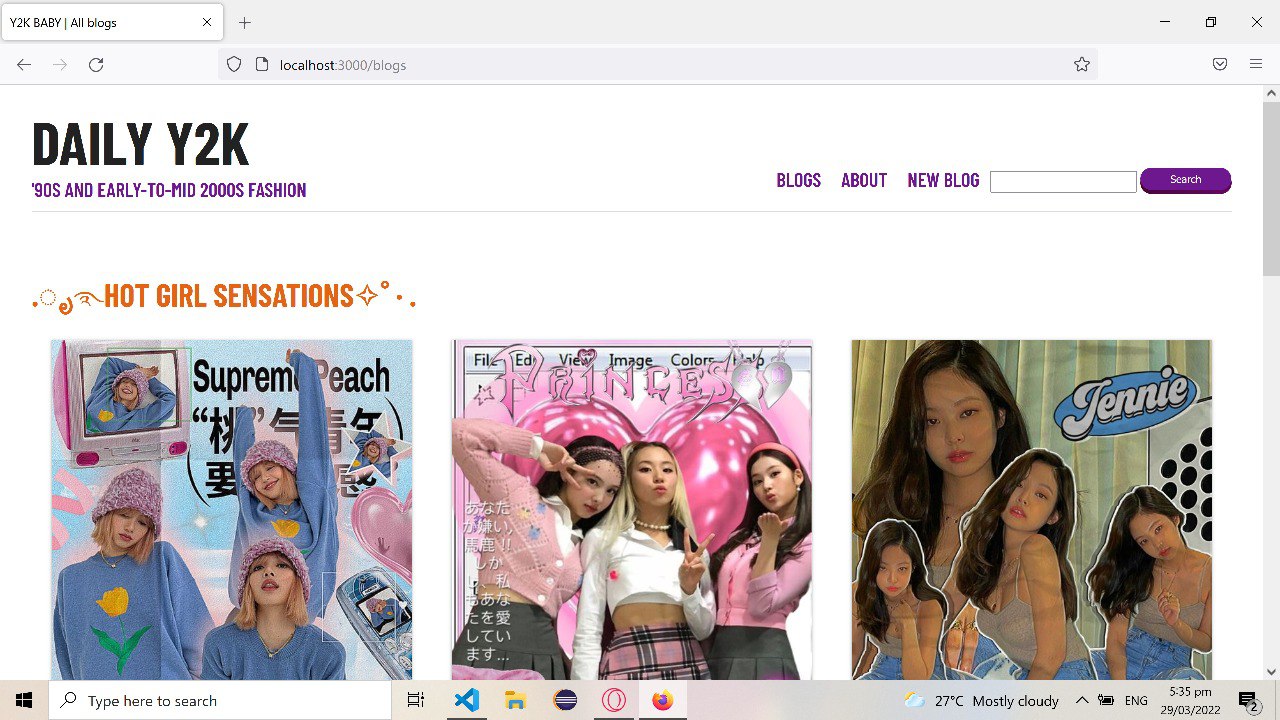 Y2K BABY | All blogs
localhost:3000/blogs
DAILY Y2K
'90S AND EARLY-TO-MID 2000S FASHION
BLOGS ABOUT NEW BLOG Search
HOT GIRL SENSATIONS✧˚·.
Supreme Peach
“桃”气青年
要 感
File Edit View Image Colors Help
PRINCESS
あなた
が嫌い,
馬鹿 !!
しか
し、私
もあな
たを愛
してい
ます...
Jennie
Type here to search
27°C Mostly cloudy
ENG
5:35 pm
29/03/2022
2